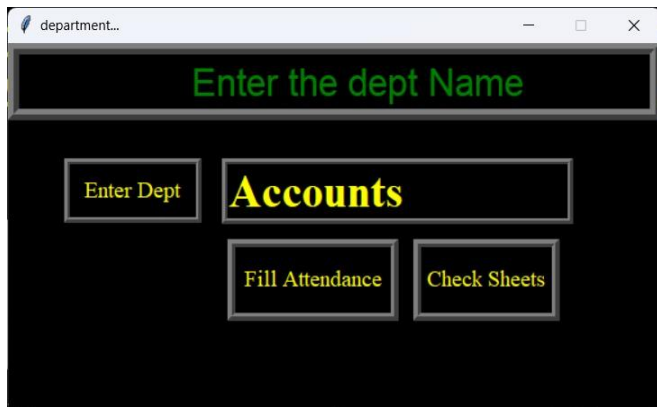 department...
Enter the dept Name
Enter Dept
Accounts
Fill Attendance
Check Sheets